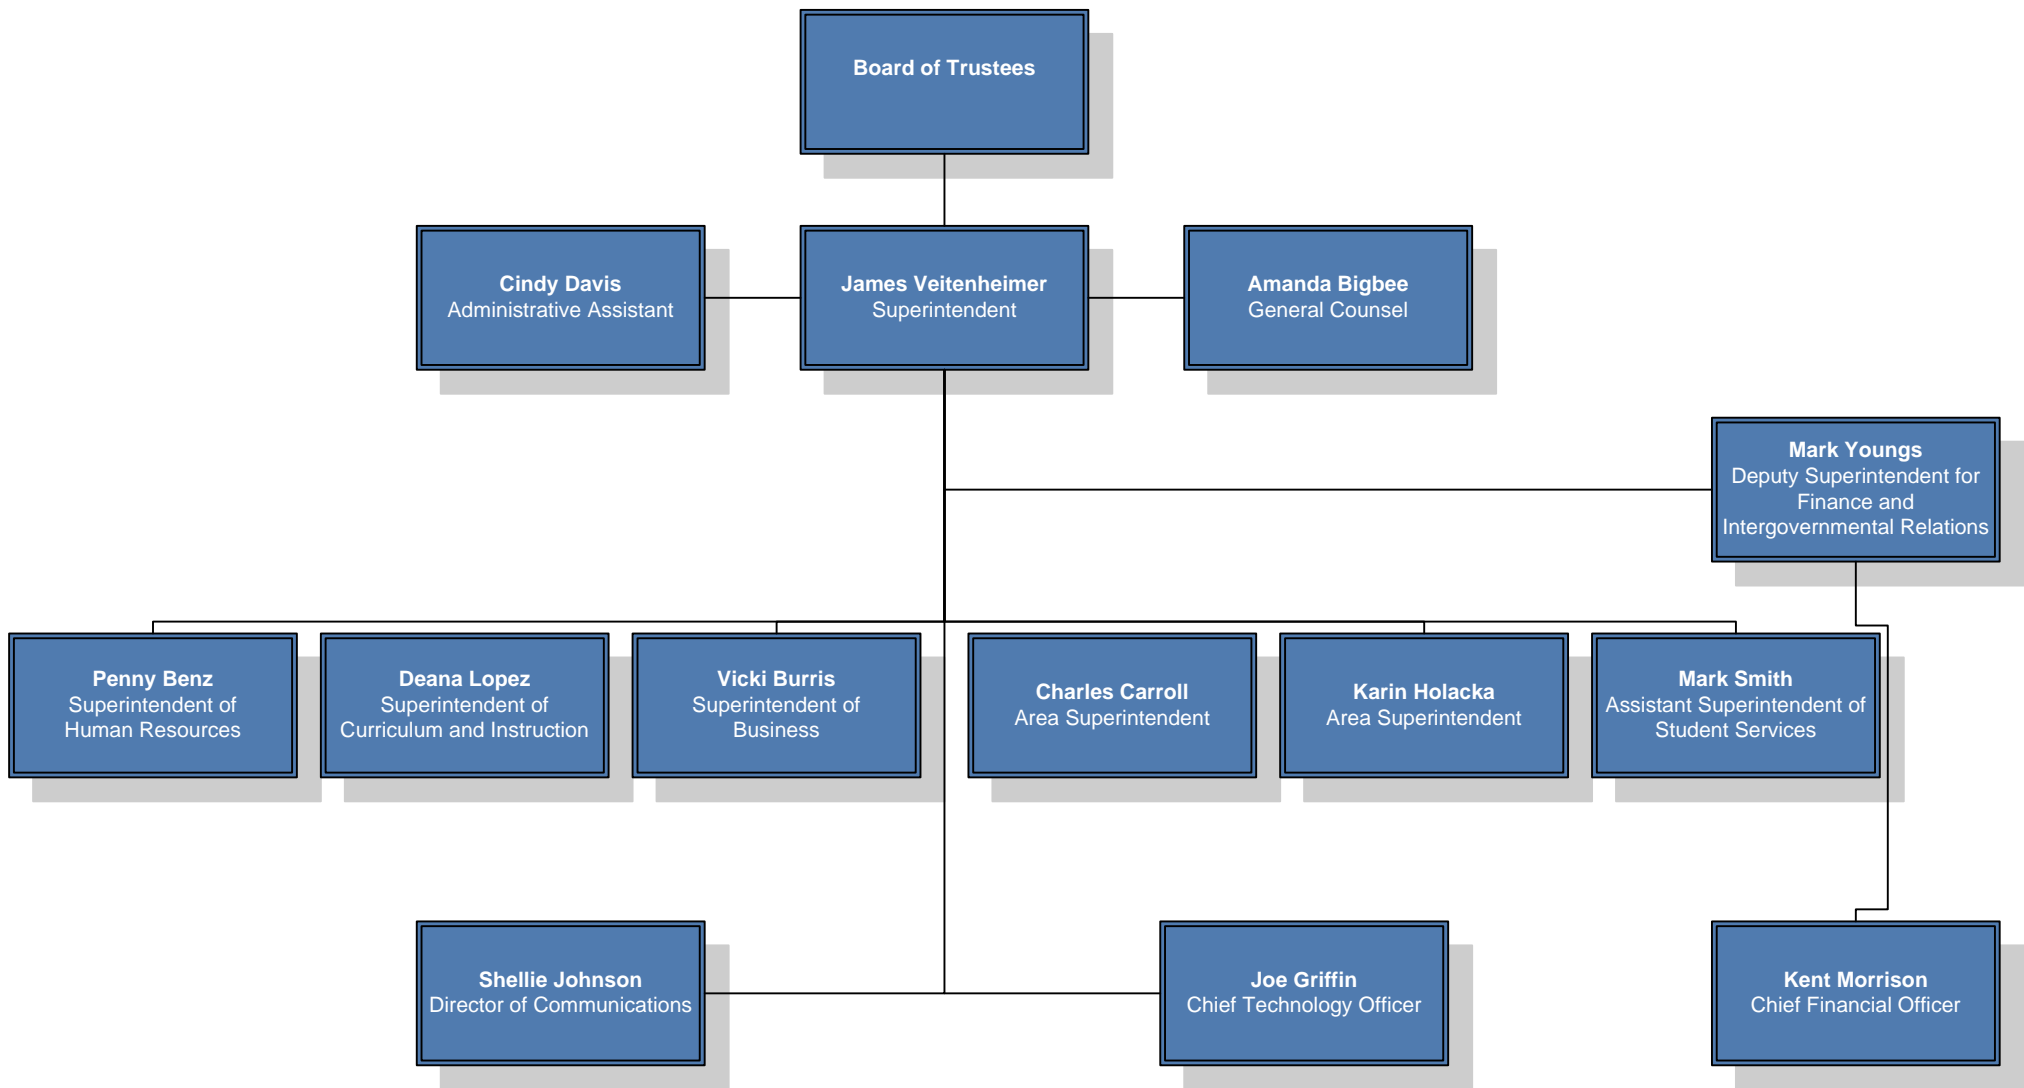 Board of Trustees
Cindy Davis
Administrative Assistant
James Veitenheimer
Superintendent
Amanda Bigbee
General Counsel
Mark Youngs
Deputy Superintendent for
Finance and
Intergovernmental Relations
Penny Benz
Superintendent of
Human Resources
Deana Lopez
Superintendent of
Curriculum and Instruction
Vicki Burris
Superintendent of
Business
Charles Carroll
Area Superintendent
Karin Holacka
Area Superintendent
Mark Smith
Assistant Superintendent of
Student Services
Shellie Johnson
Director of Communications
Joe Griffin
Chief Technology Officer
Kent Morrison
Chief Financial Officer